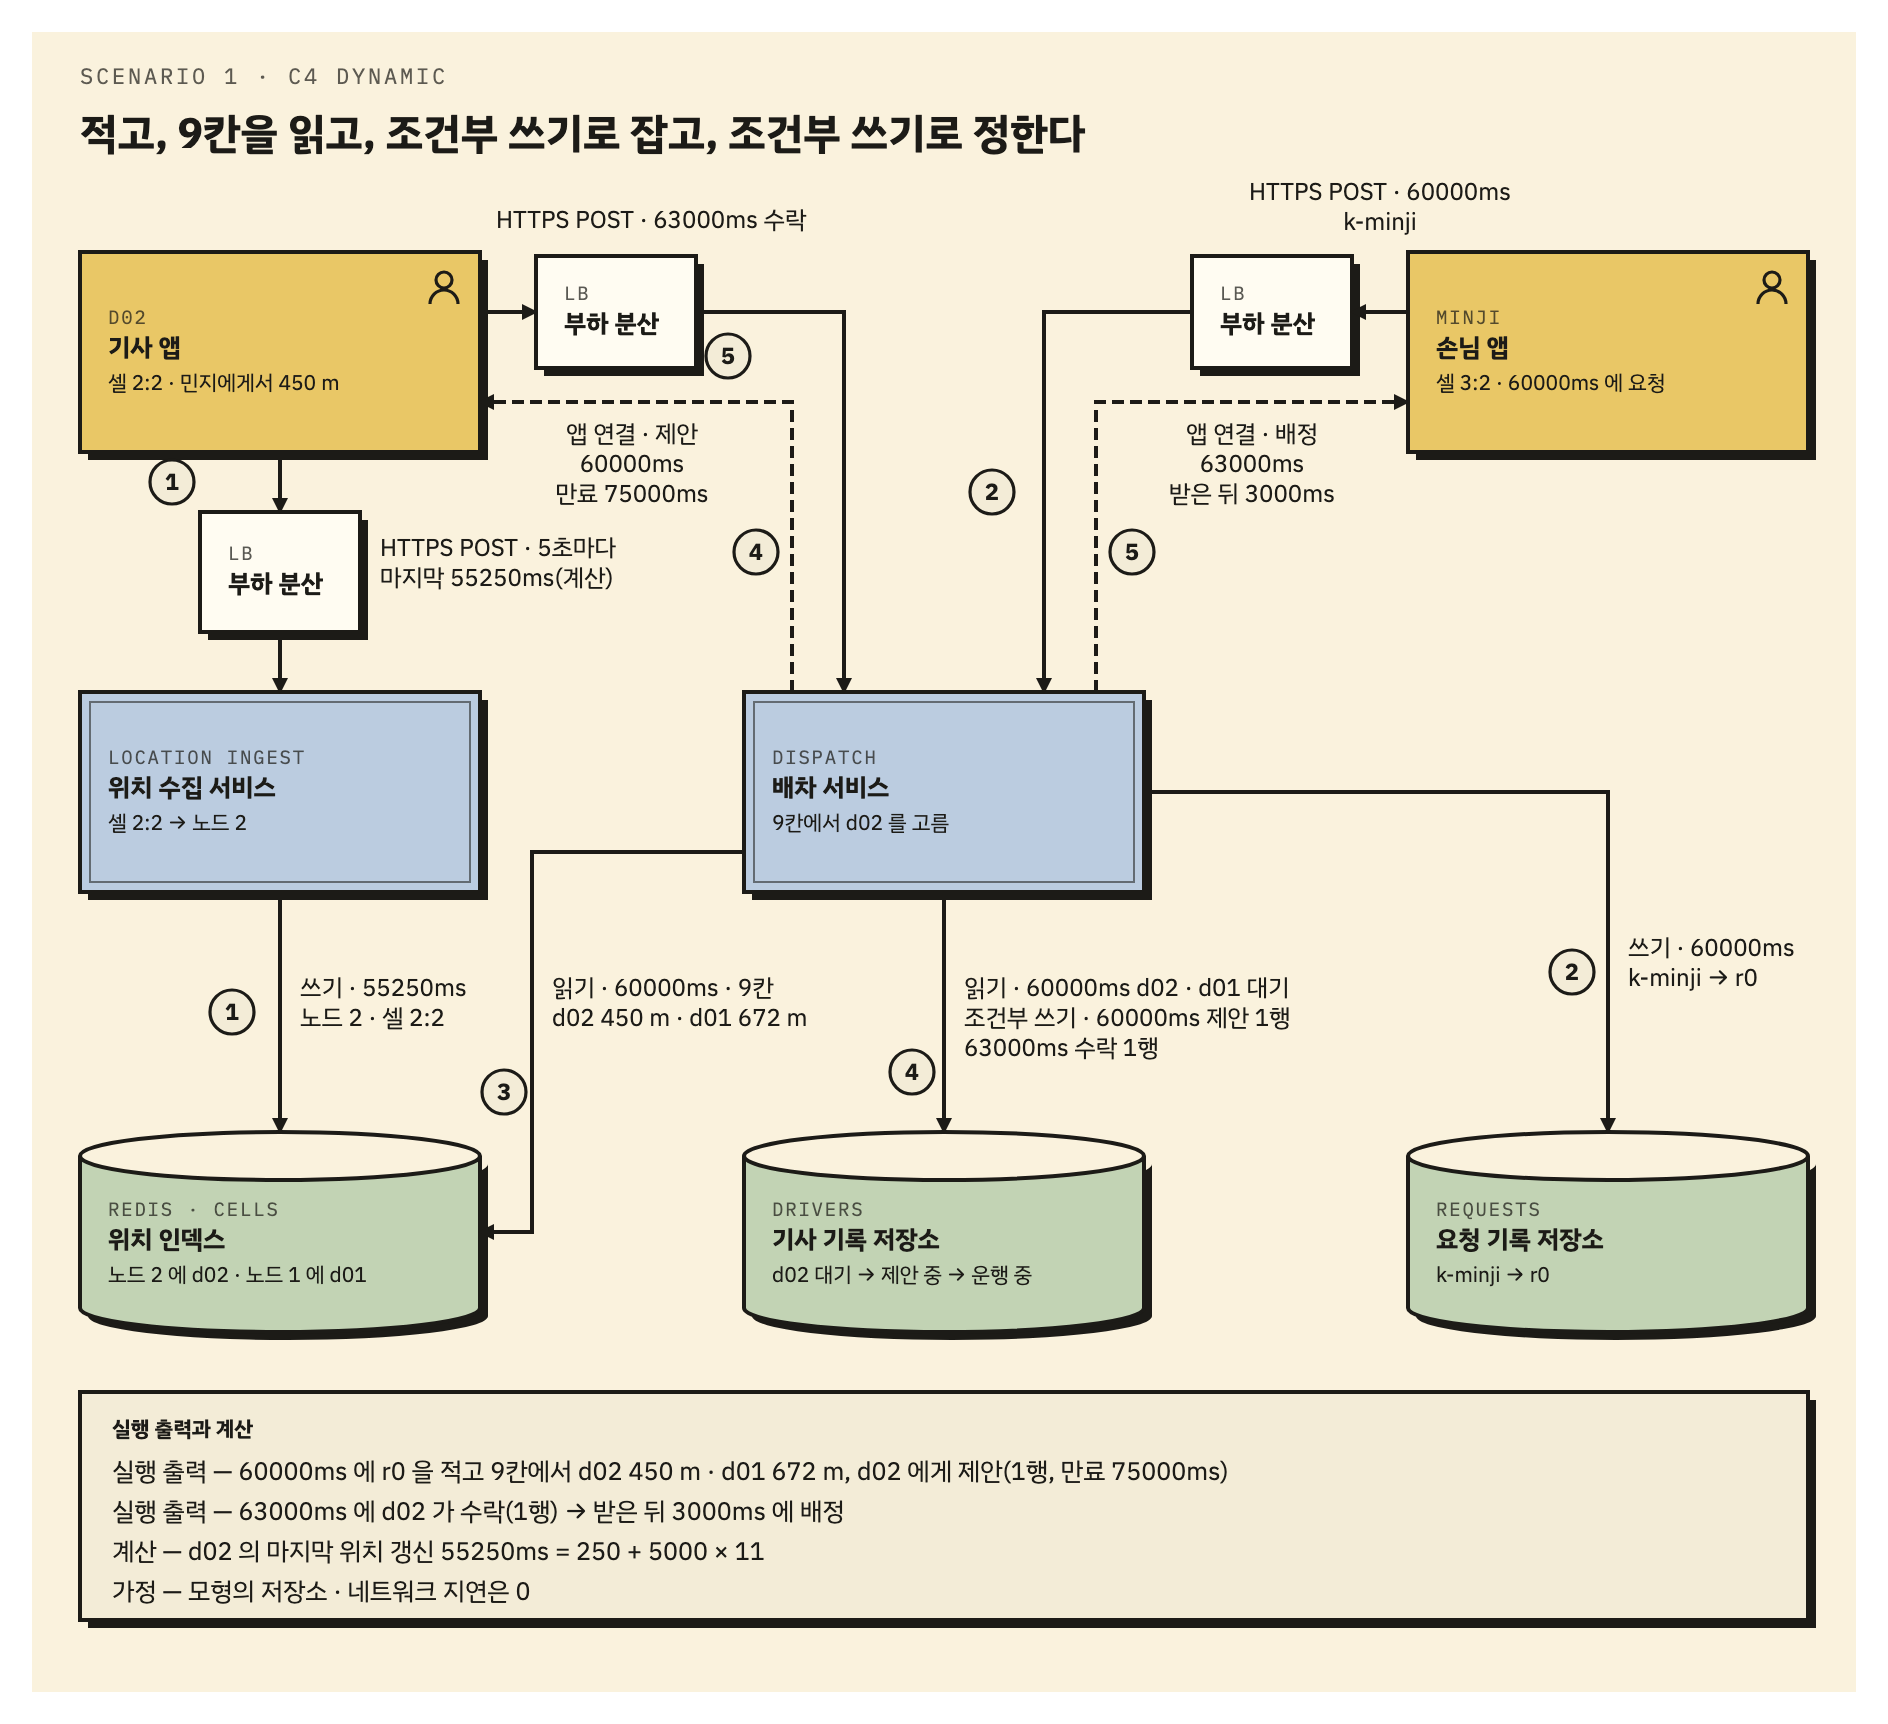 SCENARIO 1 · C4 DYNAMIC
적고, 9칸을 읽고, 조건부 쓰기로 잡고, 조건부 쓰기로 정한다
HTTPS POST · 63000ms 수락
HTTPS POST · 60000ms
k-minji
D02
기사 앱
셀 2:2 · 민지에게서 450 m
LB
부하 분산
5
LB
부하 분산
MINJI
손님 앱
셀 3:2 · 60000ms 에 요청
앱 연결 · 제안
60000ms
만료 75000ms
앱 연결 · 배정
63000ms
받은 뒤 3000ms
1
2
LB
부하 분산
HTTPS POST · 5초마다
마지막 55250ms(계산)
4
5
LOCATION INGEST
위치 수집 서비스
셀 2:2 → 노드 2
DISPATCH
배차 서비스
9칸에서 d02 를 고름
1
쓰기 · 55250ms
노드 2 · 셀 2:2
읽기 · 60000ms · 9칸
d02 450 m · d01 672 m
3
읽기 · 60000ms d02 · d01 대기
조건부 쓰기 · 60000ms 제안 1행
63000ms 수락 1행
4
2
쓰기 · 60000ms
k-minji → r0
REDIS · CELLS
위치 인덱스
노드 2 에 d02 · 노드 1 에 d01
DRIVERS
기사 기록 저장소
d02 대기 → 제안 중 → 운행 중
REQUESTS
요청 기록 저장소
k-minji → r0
실행 출력과 계산
실행 출력 — 60000ms 에 r0 을 적고 9칸에서 d02 450 m · d01 672 m, d02 에게 제안(1행, 만료 75000ms)
실행 출력 — 63000ms 에 d02 가 수락(1행) → 받은 뒤 3000ms 에 배정
계산 — d02 의 마지막 위치 갱신 55250ms = 250 + 5000 × 11
가정 — 모형의 저장소 · 네트워크 지연은 0